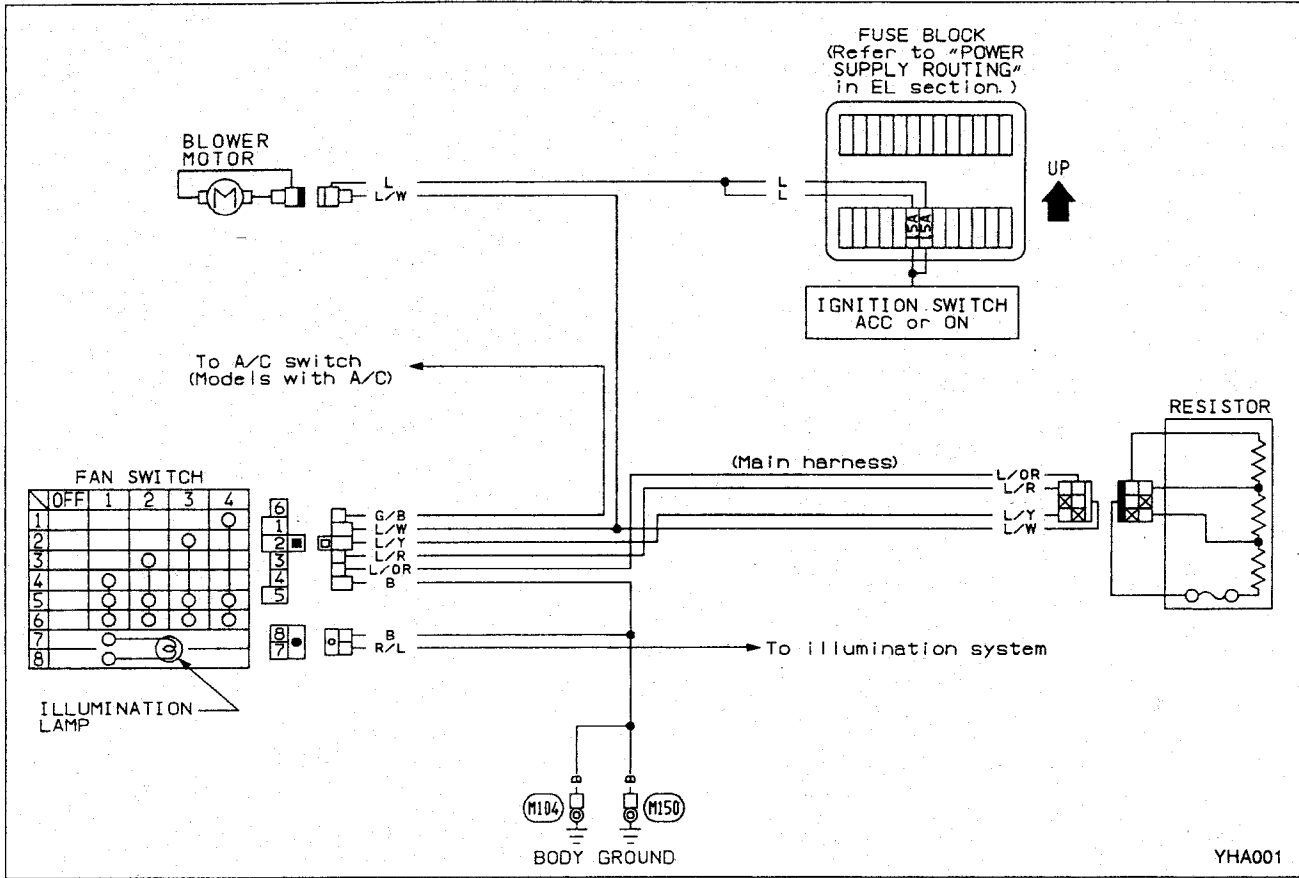 FUSE BLOCK
(Refer to "POWER
SUPPLY ROUTING"
in EL section.)
BLOWER
MOTOR
M
L
L/W
L
L
UP
15A
15A
IGNITION SWITCH
ACC or ON
To A/C switch
(Models with A/C)
RESISTOR
(Main harness)
L/OR
L/R
L/Y
L/W
FAN SWITCH
OFF 1 2 3 4
1
2
3
4
5
6
7
8
6
1
2
3
4
5
8
7
G/B
L/W
L/Y
L/R
L/OR
B
B
R/L
To illumination system
ILLUMINATION
LAMP
B
B
M104
M150
BODY GROUND
YHA001